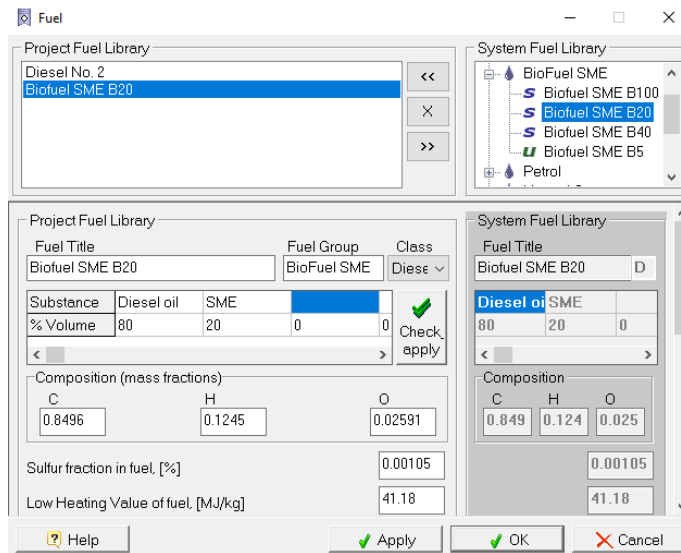 Fuel
Project Fuel Library
Diesel No. 2
Biofuel SME B20
<<
X
>>
System Fuel Library
BioFuel SME
S Biofuel SME B100
S Biofuel SME B20
S Biofuel SME B40
U Biofuel SME B5
Petrol
Project Fuel Library
Fuel Title Fuel Group Class
Biofuel SME B20 BioFuel SME Diese
Substance Diesel oil SME
% Volume 80 20 0 0
Check_
apply
Composition (mass fractions)
C H O
0.8496 0.1245 0.02591
Sulfur fraction in fuel, [%] 0.00105
Low Heating Value of fuel, [MJ/kg] 41.18
System Fuel Library
Fuel Title
Biofuel SME B20 D
Diesel oi SME
80 20 0
Composition
C H O
0.849 0.124 0.025
0.00105
41.18
Help Apply OK Cancel